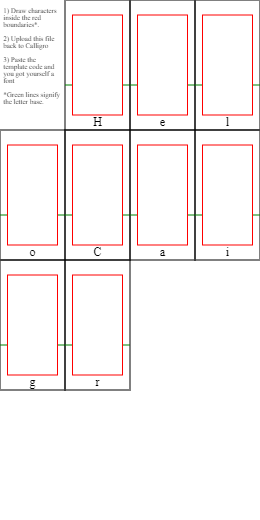 1) Draw characters
inside the red
boundaries*.
2) Upload this file
back to Calligro
3) Paste the
template code and
you got yourself a
font
*Green lines signify
the letter base.
H e l
o C a i
g r